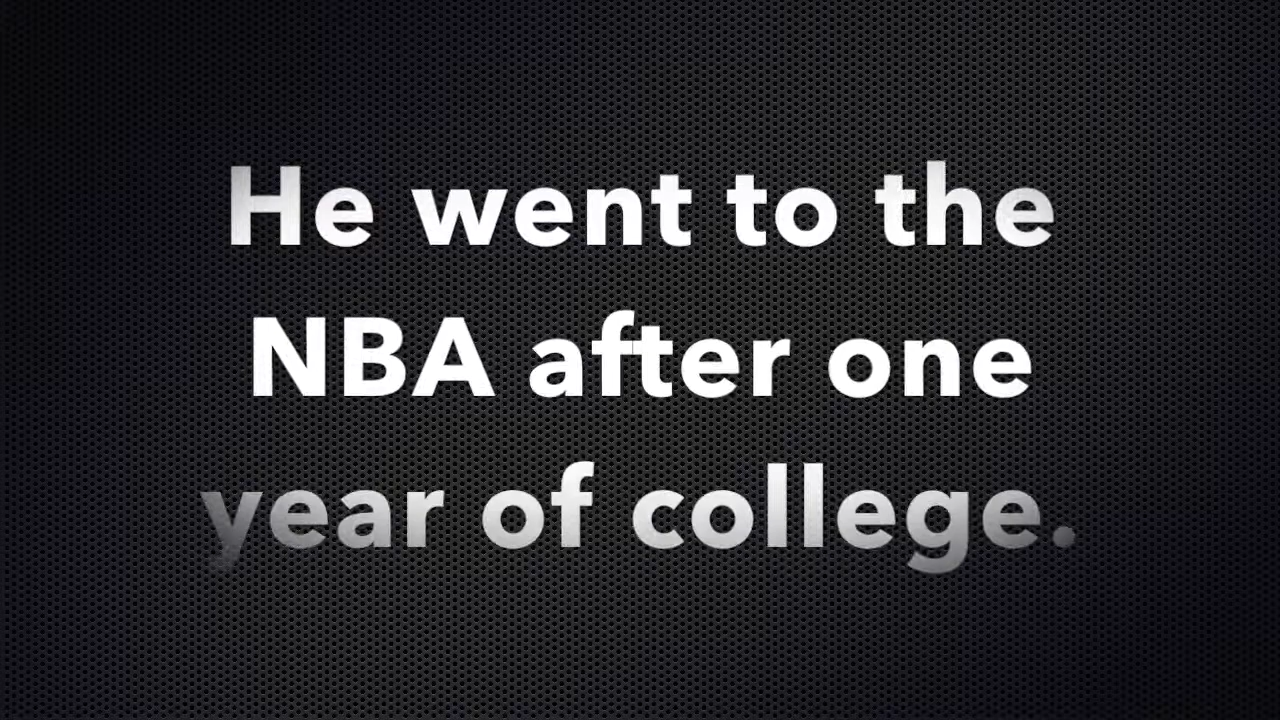 He went to the
NBA after one
year of college.